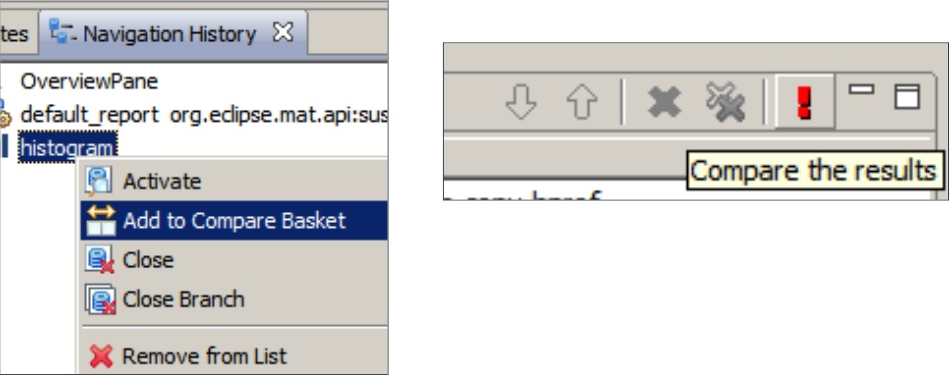 tes Navigation History
OverviewPane
default_report org.eclipse.mat.api:sus
histogram
Activate
Add to Compare Basket
Close
Close Branch
Remove from List
Compare the results